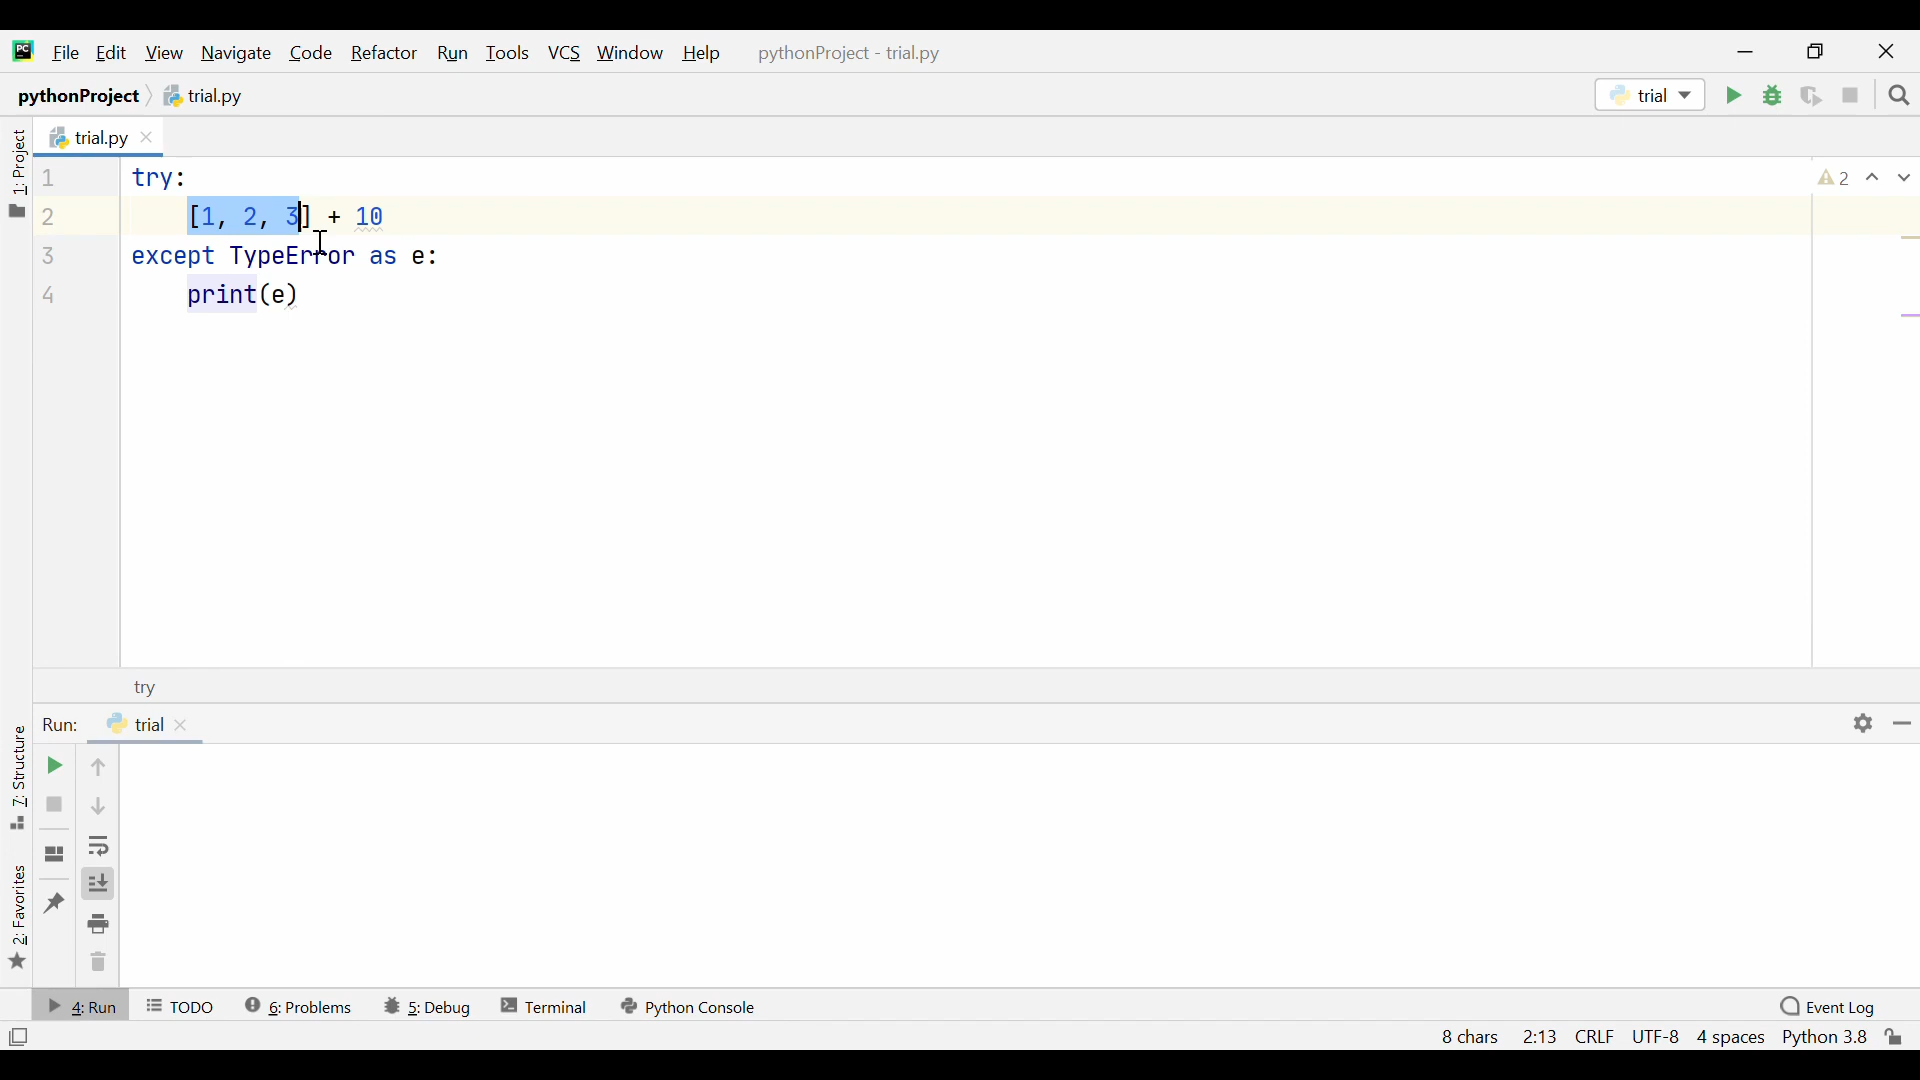 PC File Edit View Navigate Code Refactor Run Tools VCS Window Help pythonProject - trial.py
pythonProject trial.py trial
1: Project
trial.py
1 try:
2 [1, 2, 3] + 10
3 except TypeError as e:
4 print(e)
2
try
Run: trial
7: Structure
2: Favorites
4: Run TODO 6: Problems 5: Debug Terminal Python Console Event Log
8 chars 2:13 CRLF UTF-8 4 spaces Python 3.8